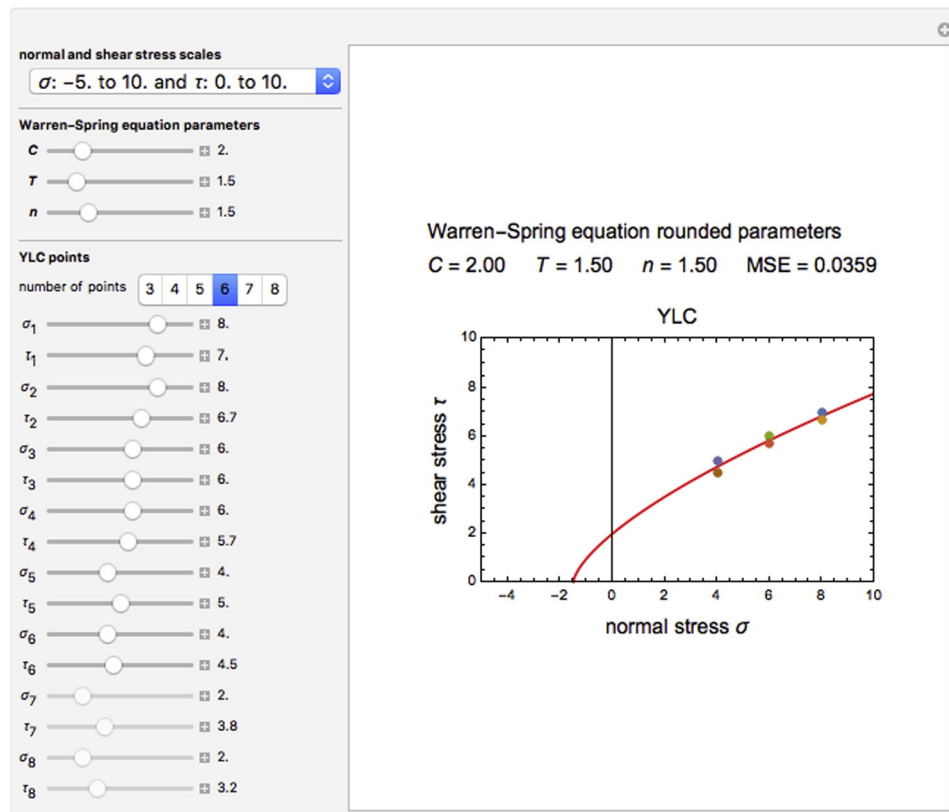 normal and shear stress scales
σ: −5. to 10. and τ: 0. to 10.
Warren–Spring equation parameters
C 2.
T 1.5
n 1.5
YLC points
number of points 3 4 5 6 7 8
σ1 8.
τ1 7.
σ2 8.
τ2 6.7
σ3 6.
τ3 6.
σ4 6.
τ4 5.7
σ5 4.
τ5 5.
σ6 4.
τ6 4.5
σ7 2.
τ7 3.8
σ8 2.
τ8 3.2
Warren–Spring equation rounded parameters
C = 2.00 T = 1.50 n = 1.50 MSE = 0.0359
YLC
shear stress τ
10
8
6
4
2
0
−4 −2 0 2 4 6 8 10
normal stress σ